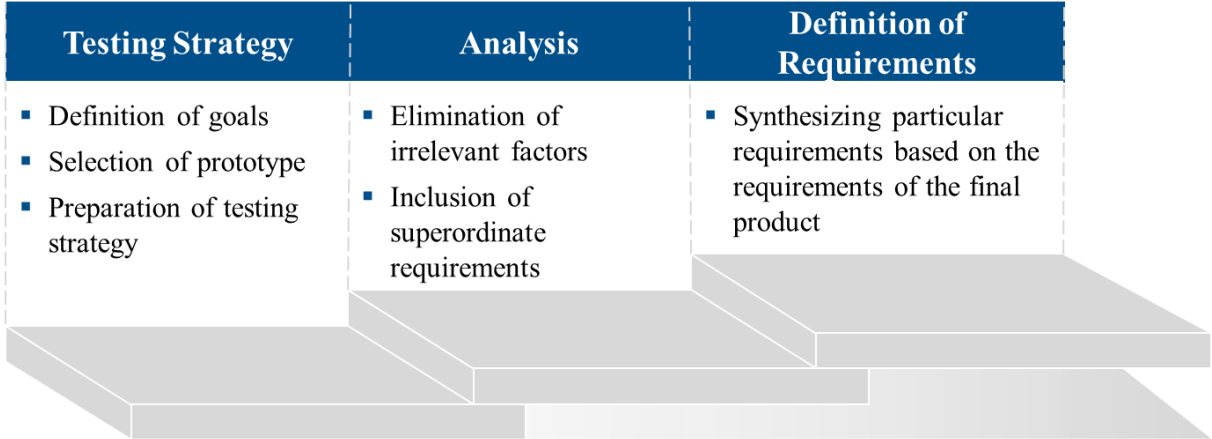 Testing Strategy
▪ Definition of goals
▪ Selection of prototype
▪ Preparation of testing
strategy
Analysis
▪ Elimination of
irrelevant factors
▪ Inclusion of
superordinate
requirements
Definition of
Requirements
▪ Synthesizing particular
requirements based on the
requirements of the final
product